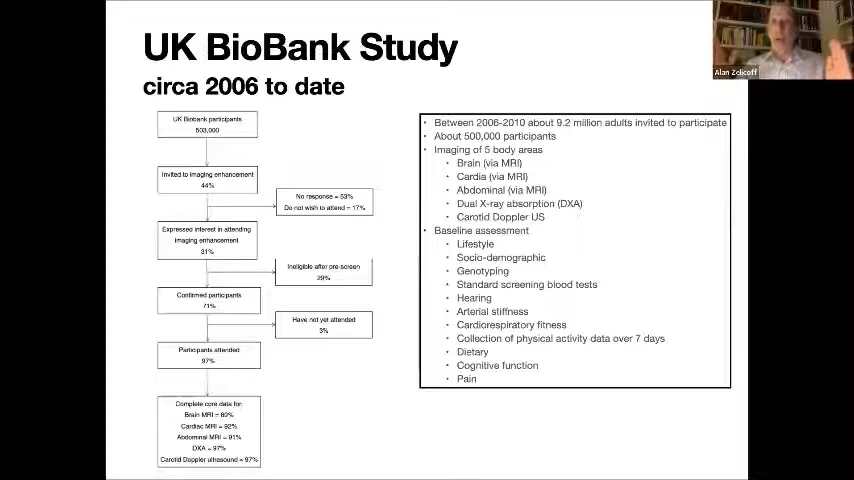 UK BioBank Study
circa 2006 to date
Alan Zelicoff
UK Biobank participants
503,000
Invited to imaging enhancement
44%
No response = 53%
Do not wish to attend = 17%
Expressed interest in attending
imaging enhancement
31%
Ineligible after pre-screen
29%
Confirmed participants
71%
Have not yet attended
3%
Participants attended
97%
Complete core data for:
Brain MRI = 89%
Cardiac MRI = 92%
Abdominal MRI = 91%
DXA = 97%
Carotid Doppler ultrasound = 97%
• Between 2006-2010 about 9.2 million adults invited to participate
• About 500,000 participants
• Imaging of 5 body areas
• Brain (via MRI)
• Cardia (via MRI)
• Abdominal (via MRI)
• Dual X-ray absorption (DXA)
• Carotid Doppler US
• Baseline assessment
• Lifestyle
• Socio-demographic
• Genotyping
• Standard screening blood tests
• Hearing
• Arterial stiffness
• Cardiorespiratory fitness
• Collection of physical activity data over 7 days
• Dietary
• Cognitive function
• Pain